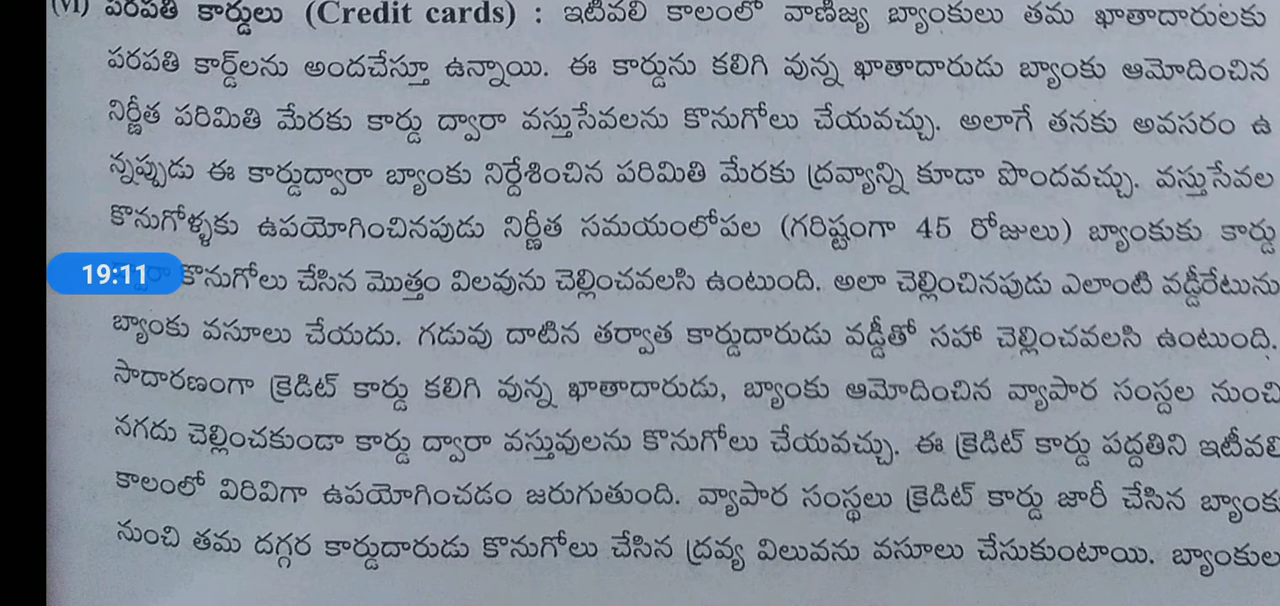 (vi) పరపతి కార్డులు (Credit cards) : ఇటీవలి కాలంలో వాణిజ్య బ్యాంకులు తమ ఖాతాదారులకు
పరపతి కార్డ్‌లను అందచేస్తూ ఉన్నాయి. ఈ కార్డును కలిగి వున్న ఖాతాదారుడు బ్యాంకు ఆమోదించిన
నిర్ణీత పరిమితి మేరకు కార్డు ద్వారా వస్తుసేవలను కొనుగోలు చేయవచ్చు. అలాగే తనకు అవసరం ఉ
న్నప్పుడు ఈ కార్డుద్వారా బ్యాంకు నిర్దేశించిన పరిమితి మేరకు ద్రవ్యాన్ని కూడా పొందవచ్చు. వస్తుసేవల
కొనుగోళ్ళకు ఉపయోగించినపుడు నిర్ణీత సమయంలోపల (గరిష్టంగా 45 రోజులు) బ్యాంకుకు కార్డు
19:11 కొనుగోలు చేసిన మొత్తం విలవును చెల్లించవలసి ఉంటుంది. అలా చెల్లించినపుడు ఎలాంటి వడ్డీరేటును
బ్యాంకు వసూలు చేయదు. గడువు దాటిన తర్వాత కార్డుదారుడు వడ్డీతో సహా చెల్లించవలసి ఉంటుంది.
సాదారణంగా క్రెడిట్ కార్డు కలిగి వున్న ఖాతాదారుడు, బ్యాంకు ఆమోదించిన వ్యాపార సంస్దల నుంచి
నగదు చెల్లించకుండా కార్డు ద్వారా వస్తువులను కొనుగోలు చేయవచ్చు. ఈ క్రెడిట్ కార్డు పద్దతిని ఇటీవలి
కాలంలో విరివిగా ఉపయోగించడం జరుగుతుంది. వ్యాపార సంస్థలు క్రెడిట్ కార్డు జారీ చేసిన బ్యాంకు
నుంచి తమ దగ్గర కార్డుదారుడు కొనుగోలు చేసిన ద్రవ్య విలువను వసూలు చేసుకుంటాయి. బ్యాంకుల